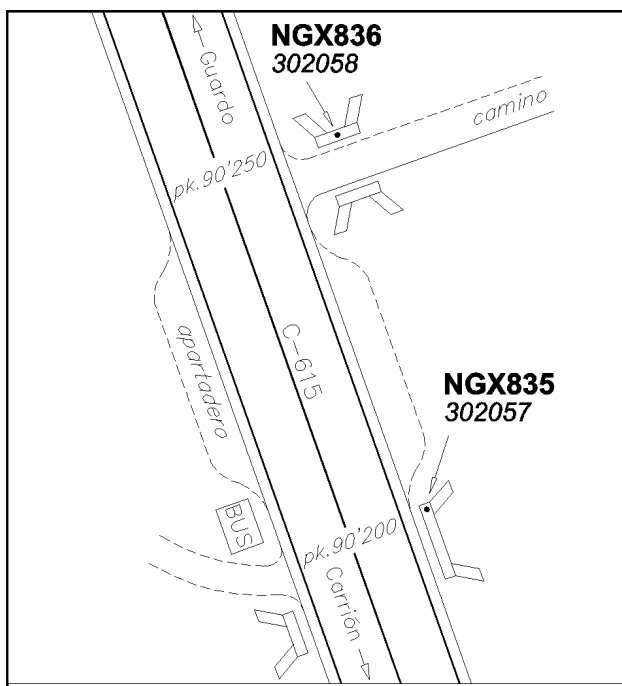 NGX836
302058
← Guardo
camino
pk.90'250
C-615
apartadero
NGX835
302057
BUS
pk.90'200
Carrión →